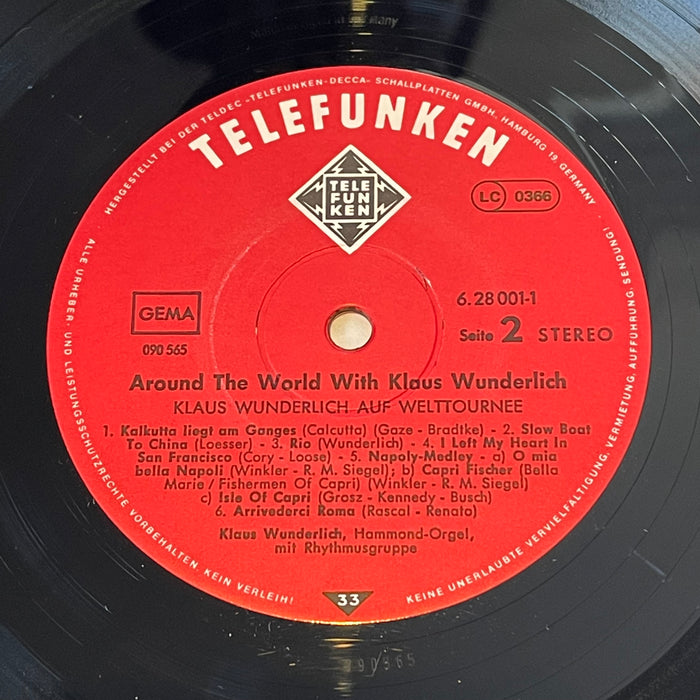 HERGESTELLT BEI DER TELDEC »TELEFUNKEN-DECCA« SCHALLPLATTEN GMBH, HAMBURG 19, GERMANY
TELEFUNKEN
TELE
FUN
KEN
LC 0366
GEMA
090 565
6.28 001-1
Seite 2 STEREO
Around The World With Klaus Wunderlich
KLAUS WUNDERLICH AUF WELTTOURNEE
1. Kalkutta liegt am Ganges (Calcutta) (Gaze - Bradtke) - 2. Slow Boat
To China (Loesser) - 3. Rio (Wunderlich) - 4. I Left My Heart In
San Francisco (Cory - Loose) - 5. Napoly-Medley - a) O mia
bella Napoli (Winkler - R. M. Siegel); b) Capri Fischer (Bella
Marie / Fishermen Of Capri) (Winkler - R. M. Siegel)
c) Isle Of Capri (Grosz - Kennedy - Busch)
6. Arrivederci Roma (Rascal - Renato)
Klaus Wunderlich, Hammond-Orgel,
mit Rhythmusgruppe
33
ALLE URHEBER- UND LEISTUNGSSCHUTZRECHTE VORBEHALTEN. KEIN VERLEIH!
KEINE UNERLAUBTE VERVIELFÄLTIGUNG, VERMIETUNG, AUFFÜHRUNG, SENDUNG!